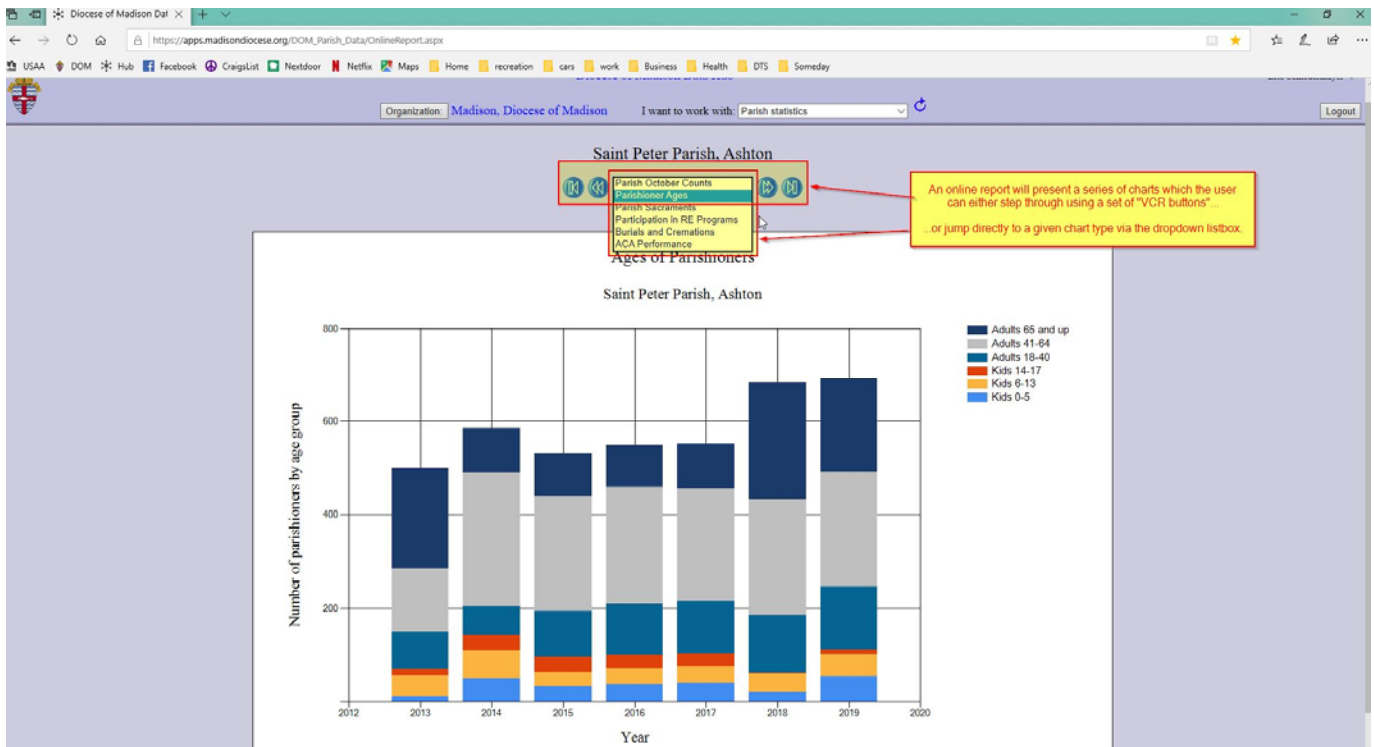 Diocese of Madison Dat
https://apps.madisondiocese.org/DOM_Parish_Data/OnlineReport.aspx
USAA DOM Hub Facebook CraigsList Nextdoor Netflix Maps Home recreation cars work Business Health DTS Someday
Organization: Madison, Diocese of Madison I want to work with: Parish statistics Logout
Saint Peter Parish, Ashton
Parish October Counts
Parishioner Ages
Parish Sacraments
Participation in RE Programs
Burials and Cremations
ACA Performance
An online report will present a series of charts which the user
can either step through using a set of "VCR buttons"...
...or jump directly to a given chart type via the dropdown listbox.
Ages of Parishioners
Saint Peter Parish, Ashton
Adults 65 and up
Adults 41-64
Adults 18-40
Kids 14-17
Kids 6-13
Kids 0-5
Number of parishioners by age group
800
600
400
200
2012 2013 2014 2015 2016 2017 2018 2019 2020
Year